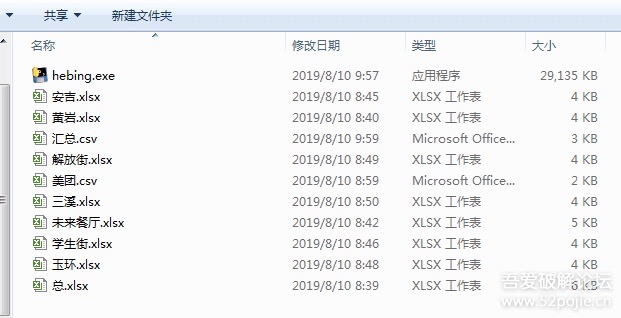 共享 新建文件夹
名称 修改日期 类型 大小
hebing.exe 2019/8/10 9:57 应用程序 29,135 KB
安吉.xlsx 2019/8/10 8:45 XLSX 工作表 4 KB
黄岩.xlsx 2019/8/10 8:40 XLSX 工作表 4 KB
汇总.csv 2019/8/10 9:59 Microsoft Office... 3 KB
解放街.xlsx 2019/8/10 8:49 XLSX 工作表 4 KB
美团.csv 2019/8/10 8:59 Microsoft Office... 2 KB
三溪.xlsx 2019/8/10 8:50 XLSX 工作表 4 KB
未来餐厅.xlsx 2019/8/10 8:42 XLSX 工作表 5 KB
学生街.xlsx 2019/8/10 8:46 XLSX 工作表 4 KB
玉环.xlsx 2019/8/10 8:48 XLSX 工作表 4 KB
总.xlsx 2019/8/10 8:39 XLSX 工作表 6 KB
吾爱破解论坛
www.52pojie.cn